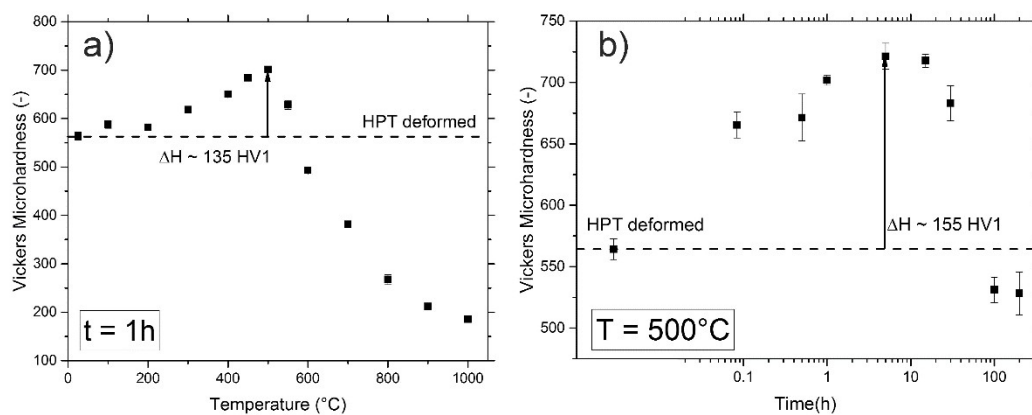 a)
Vickers Microhardness (-)
800
700
600
500
400
300
200
100
HPT deformed
ΔH ~ 135 HV1
t = 1h
0 200 400 600 800 1000
Temperature (°C)
b)
Vickers Microhardness (-)
750
700
650
600
550
500
HPT deformed
ΔH ~ 155 HV1
T = 500°C
0.1 1 10 100
Time(h)